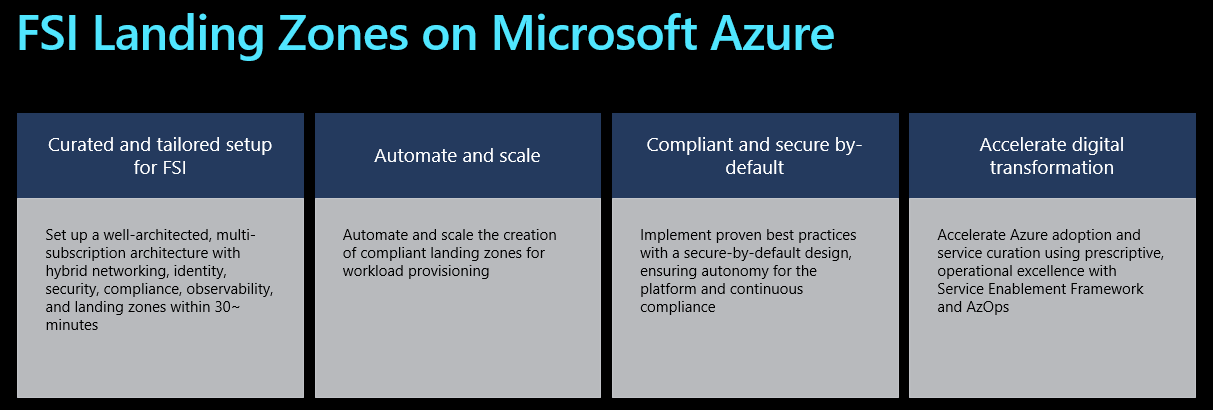 FSI Landing Zones on Microsoft Azure
Curated and tailored setup
for FSI
Set up a well-architected, multi-
subscription architecture with
hybrid networking, identity,
security, compliance, observability,
and landing zones within 30~
minutes
Automate and scale
Automate and scale the creation
of compliant landing zones for
workload provisioning
Compliant and secure by-
default
Implement proven best practices
with a secure-by-default design,
ensuring autonomy for the
platform and continuous
compliance
Accelerate digital
transformation
Accelerate Azure adoption and
service curation using prescriptive,
operational excellence with
Service Enablement Framework
and AzOps